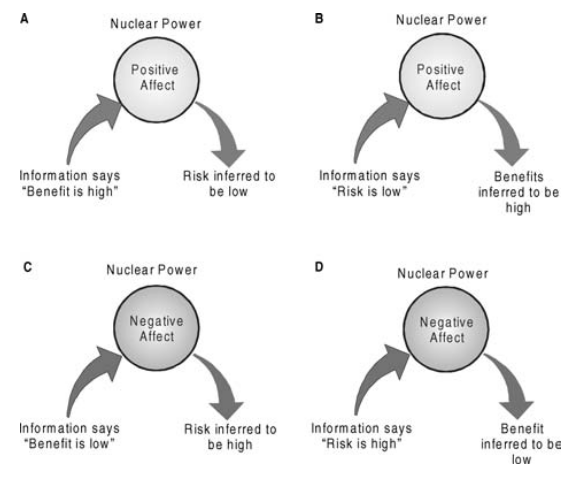 A
Nuclear Power
Positive
Affect
Information says
“Benefit is high”
Risk inferred to
be low
B
Nuclear Power
Positive
Affect
Information says
“Risk is low”
Benefits
inferred to be
high
C
Nuclear Power
Negative
Affect
Information says
“Benefit is low”
Risk inferred to
be high
D
Nuclear Power
Negative
Affect
Information says
“Risk is high”
Benefit
inferred to be
low